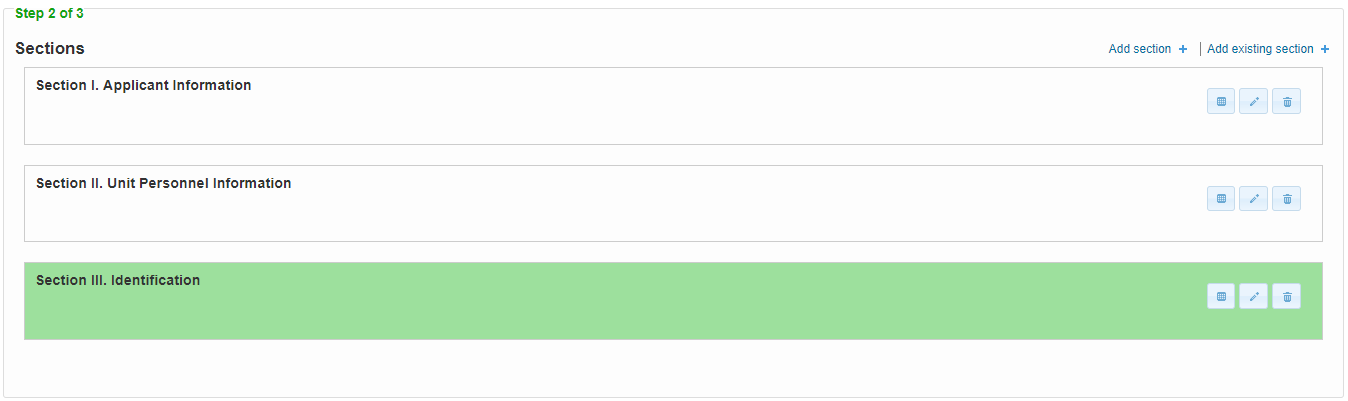 Step 2 of 3
Sections
Add section + | Add existing section +
Section I. Applicant Information
Section II. Unit Personnel Information
Section III. Identification